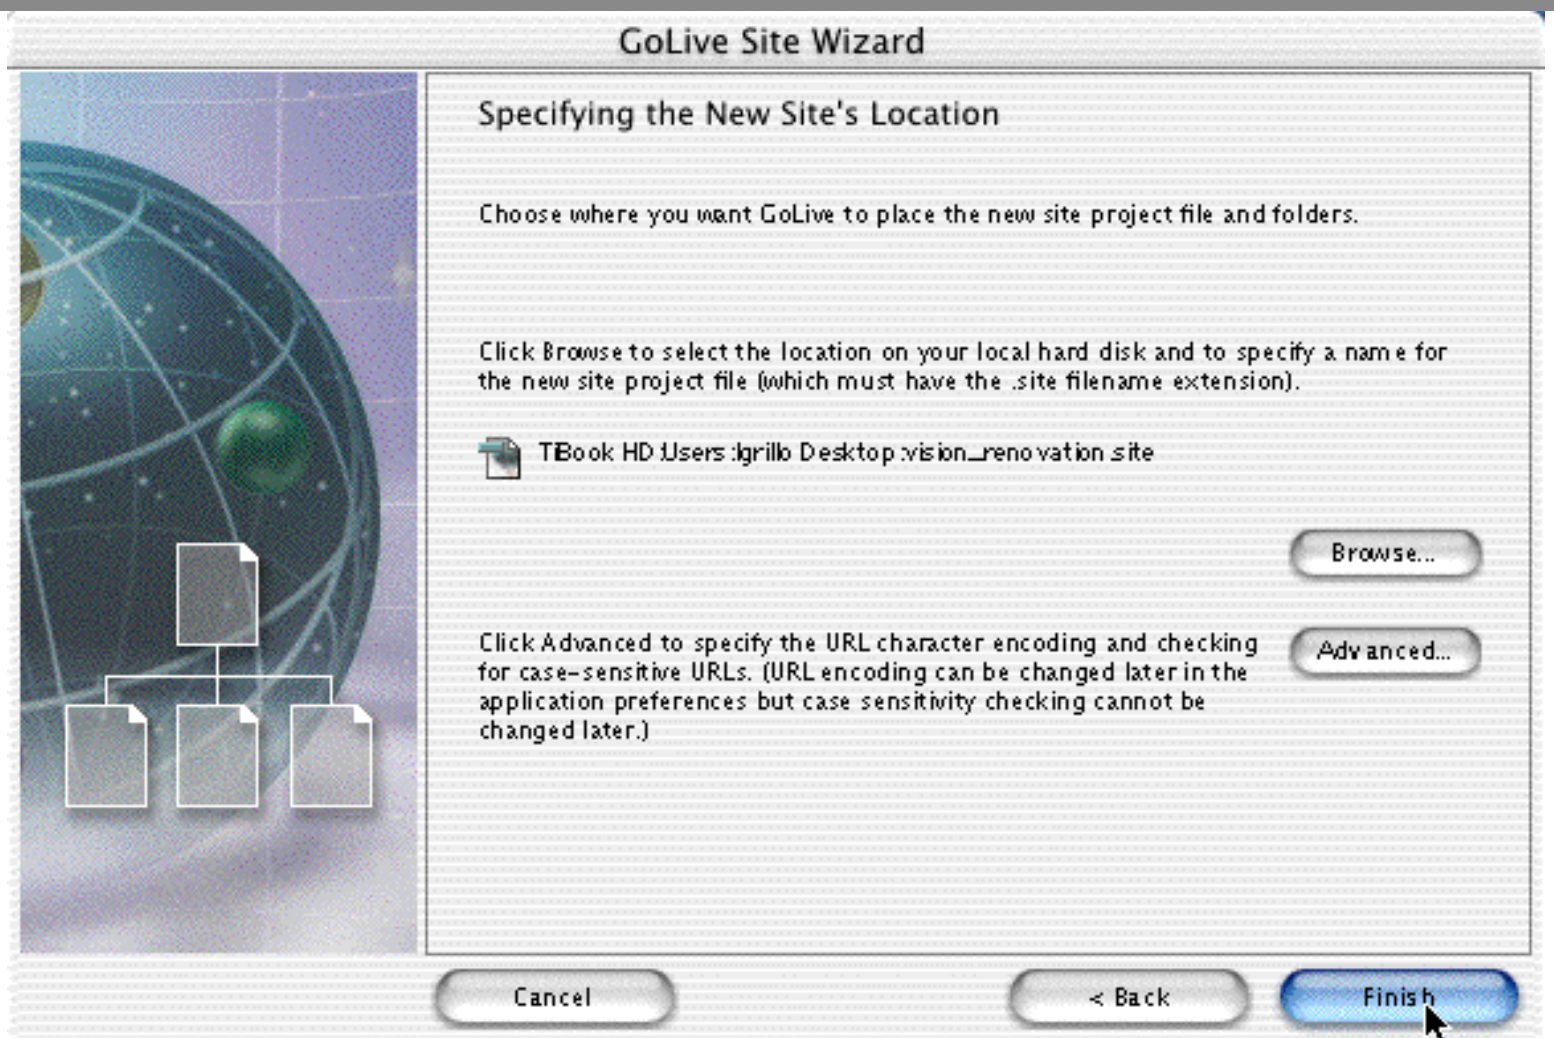 GoLive Site Wizard
Specifying the New Site's Location
Choose where you want GoLive to place the new site project file and folders.
Click Browse to select the location on your local hard disk and to specify a name for
the new site project file (which must have the .site filename extension).
TiBook HD:Users:lgrillo Desktop:vision_renovation.site
Browse...
Click Advanced to specify the URL character encoding and checking
for case-sensitive URLs. (URL encoding can be changed later in the
application preferences but case sensitivity checking cannot be
changed later.)
Advanced...
Cancel
< Back
Finish